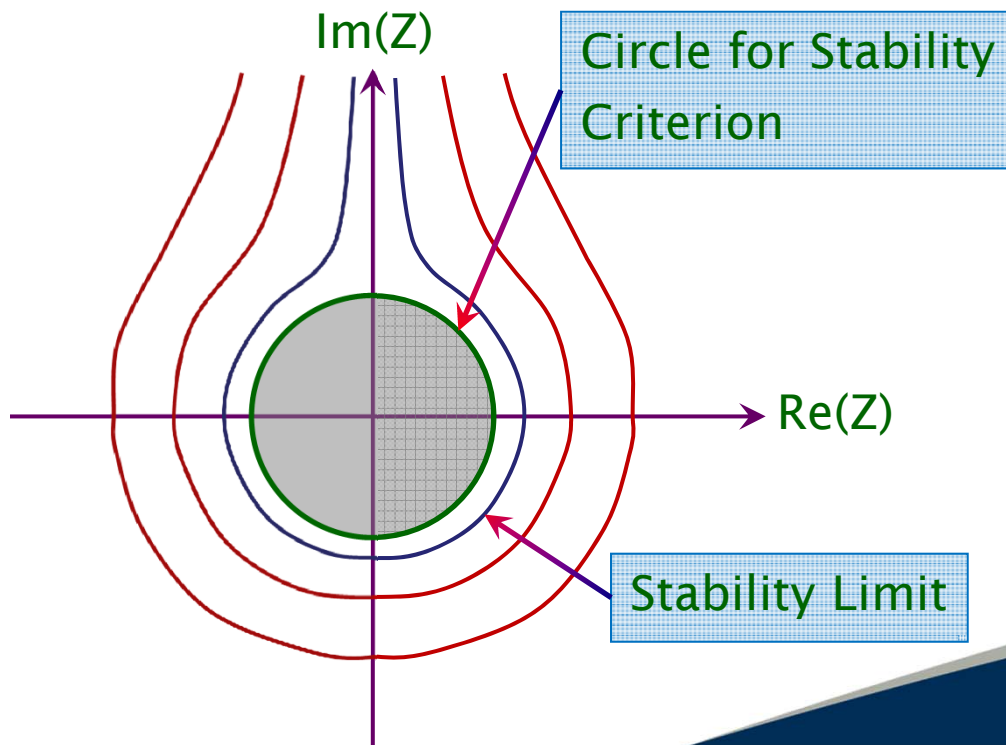 Im(Z)
Circle for Stability
Criterion
Re(Z)
Stability Limit